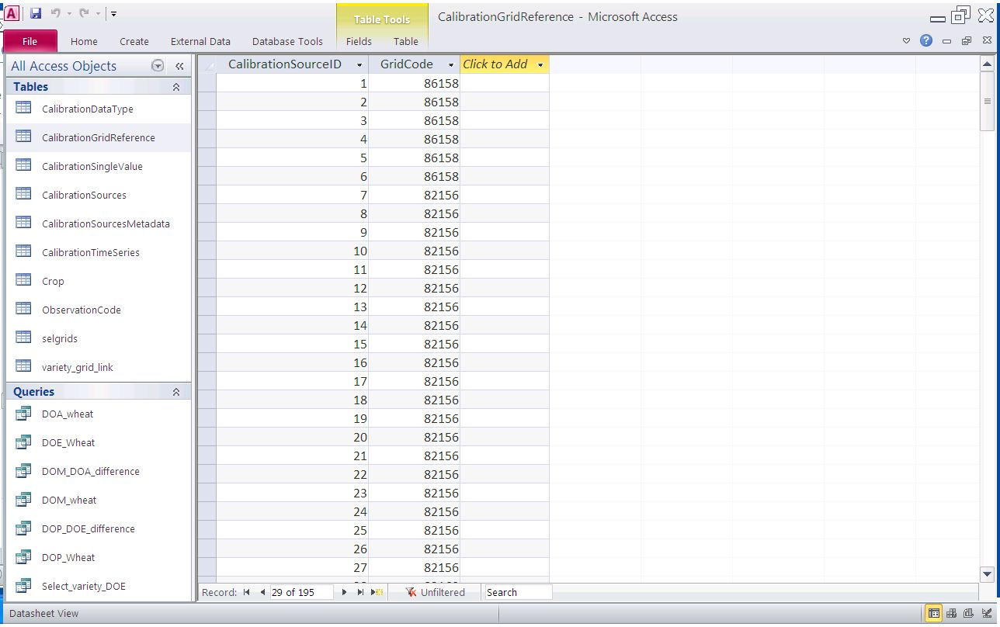 A
CalibrationGridReference - Microsoft Access
Table Tools
File Home Create External Data Database Tools Fields Table
All Access Objects
Tables
CalibrationDataType
CalibrationGridReference
CalibrationSingleValue
CalibrationSources
CalibrationSourcesMetadata
CalibrationTimeSeries
Crop
ObservationCode
selgrids
variety_grid_link
Queries
DOA_wheat
DOE_Wheat
DOM_DOA_difference
DOM_wheat
DOP_DOE_difference
DOP_Wheat
Select_variety_DOE
CalibrationSourceID GridCode Click to Add
1 86158
2 86158
3 86158
4 86158
5 86158
6 86158
7 82156
8 82156
9 82156
10 82156
11 82156
12 82156
13 82156
14 82156
15 82156
16 82156
17 82156
18 82156
19 82156
20 82156
21 82156
22 82156
23 82156
24 82156
25 82156
26 82156
27 82156
Record: 29 of 195 Unfiltered Search
Datasheet View